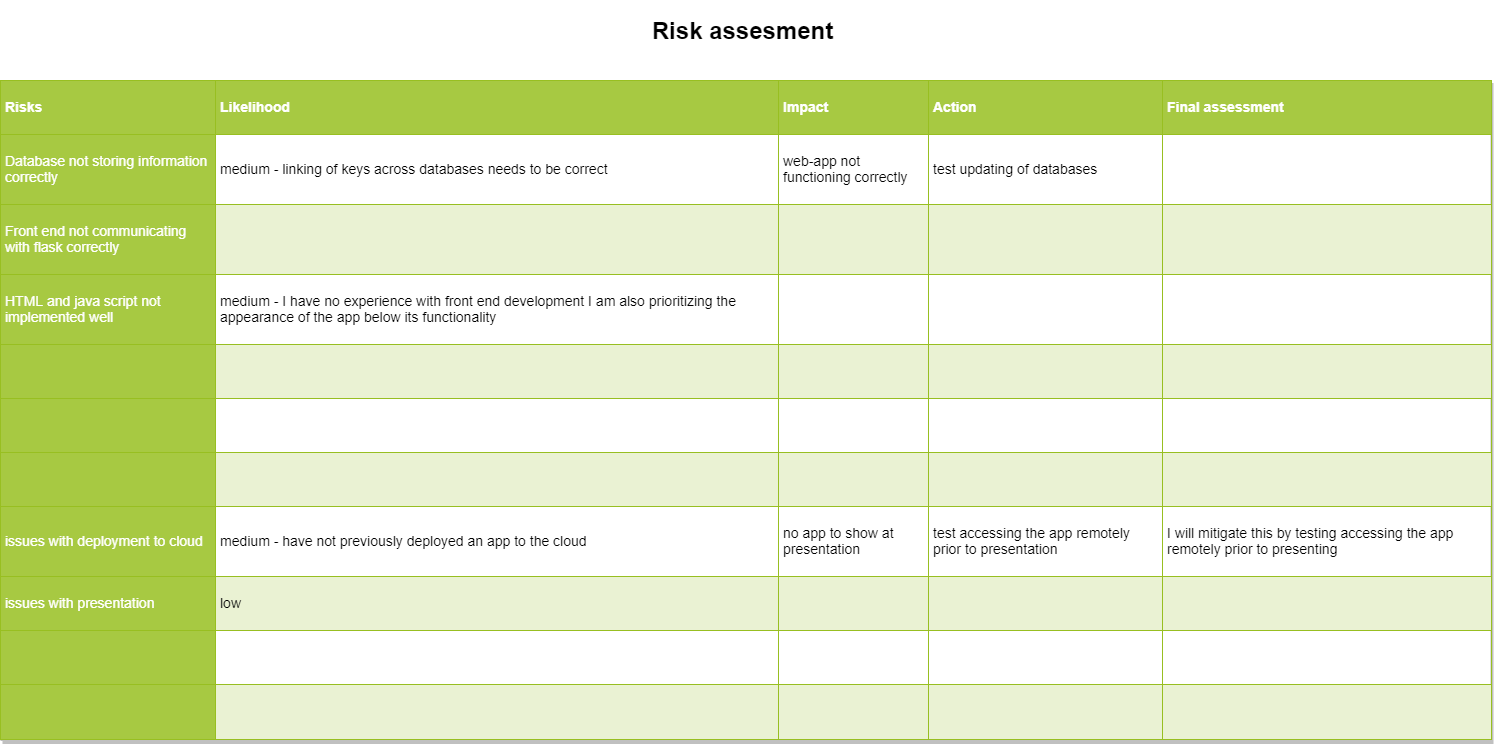 Risk assesment
Risks
Likelihood
Impact
Action
Final assessment
Database not storing information
correctly
medium - linking of keys across databases needs to be correct
web-app not
functioning correctly
test updating of databases
Front end not communicating
with flask correctly
HTML and java script not
implemented well
medium - I have no experience with front end development I am also prioritizing the
appearance of the app below its functionality
issues with deployment to cloud
medium - have not previously deployed an app to the cloud
no app to show at
presentation
test accessing the app remotely
prior to presentation
I will mitigate this by testing accessing the app
remotely prior to presenting
issues with presentation
low